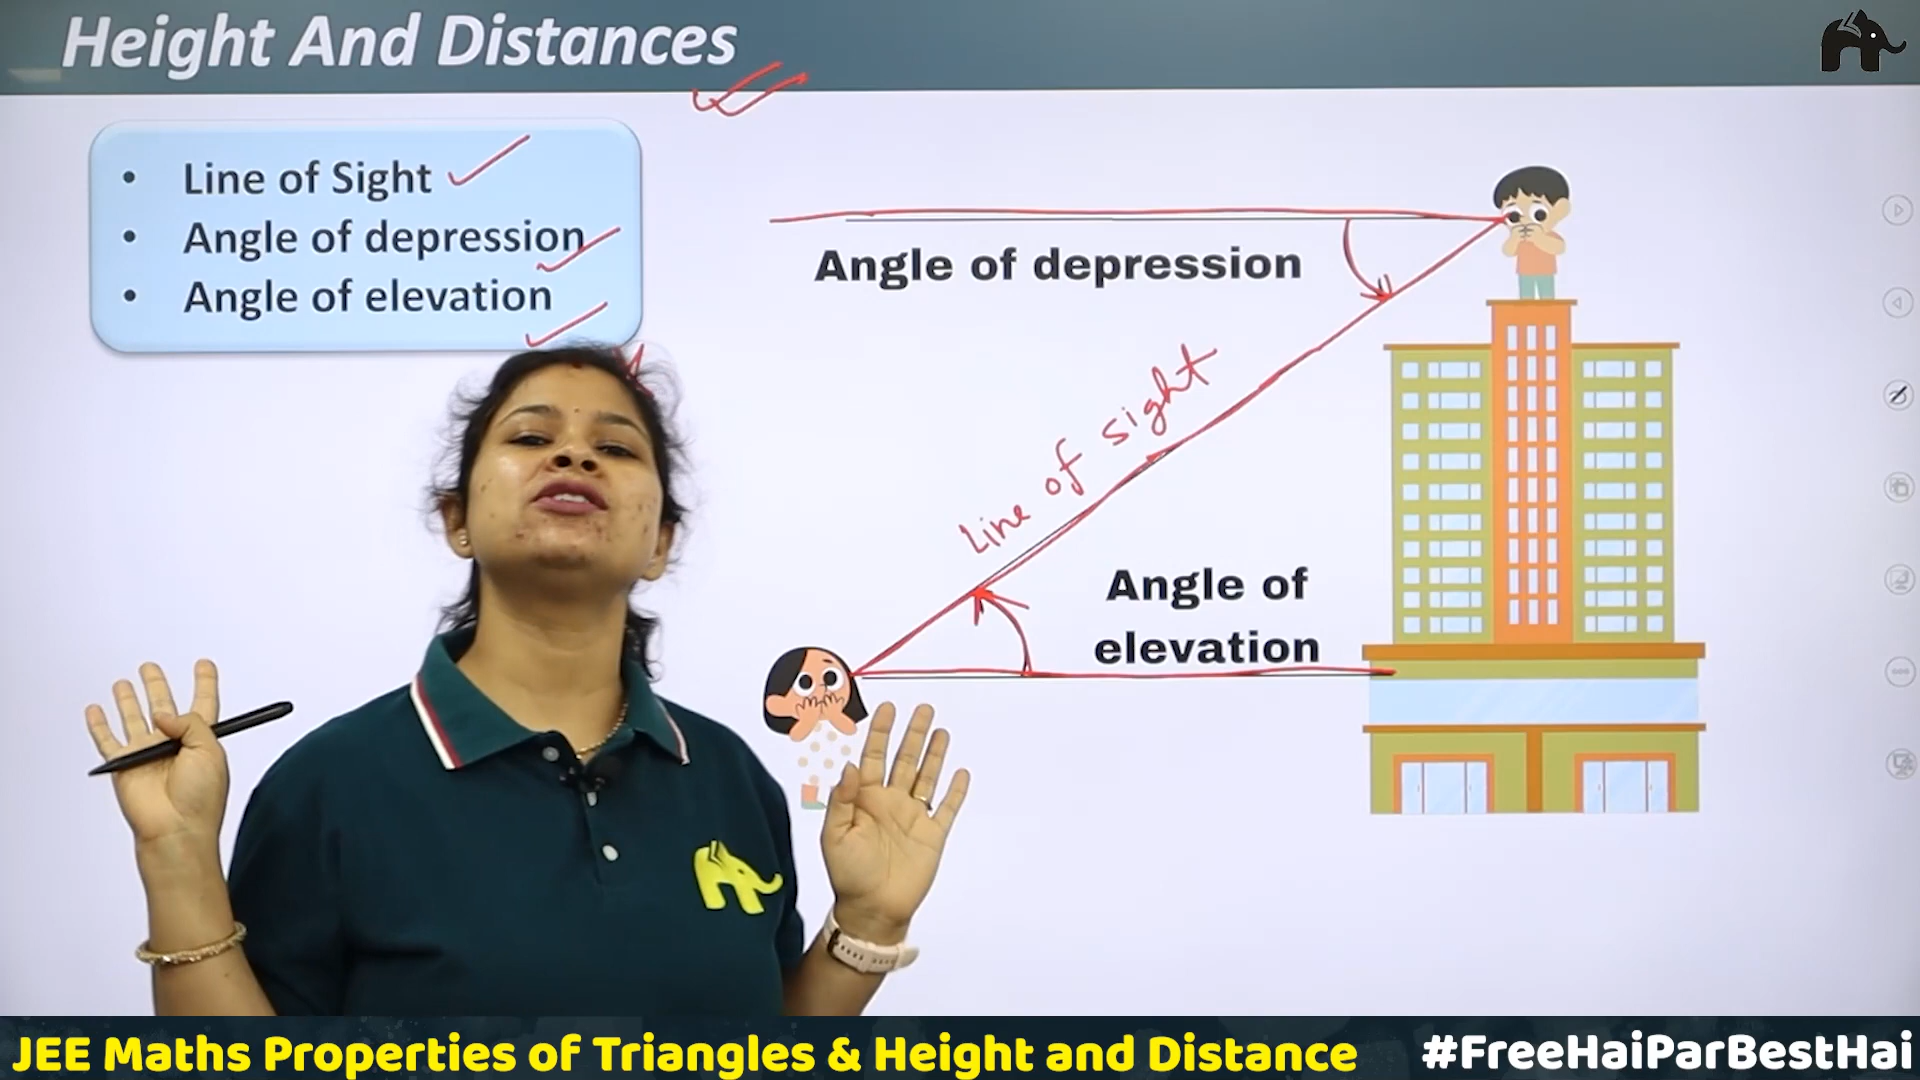 Height And Distances
• Line of Sight
• Angle of depression
• Angle of elevation
Angle of depression
Line of sight
Angle of
elevation
JEE Maths Properties of Triangles & Height and Distance
#FreeHaiParBestHai